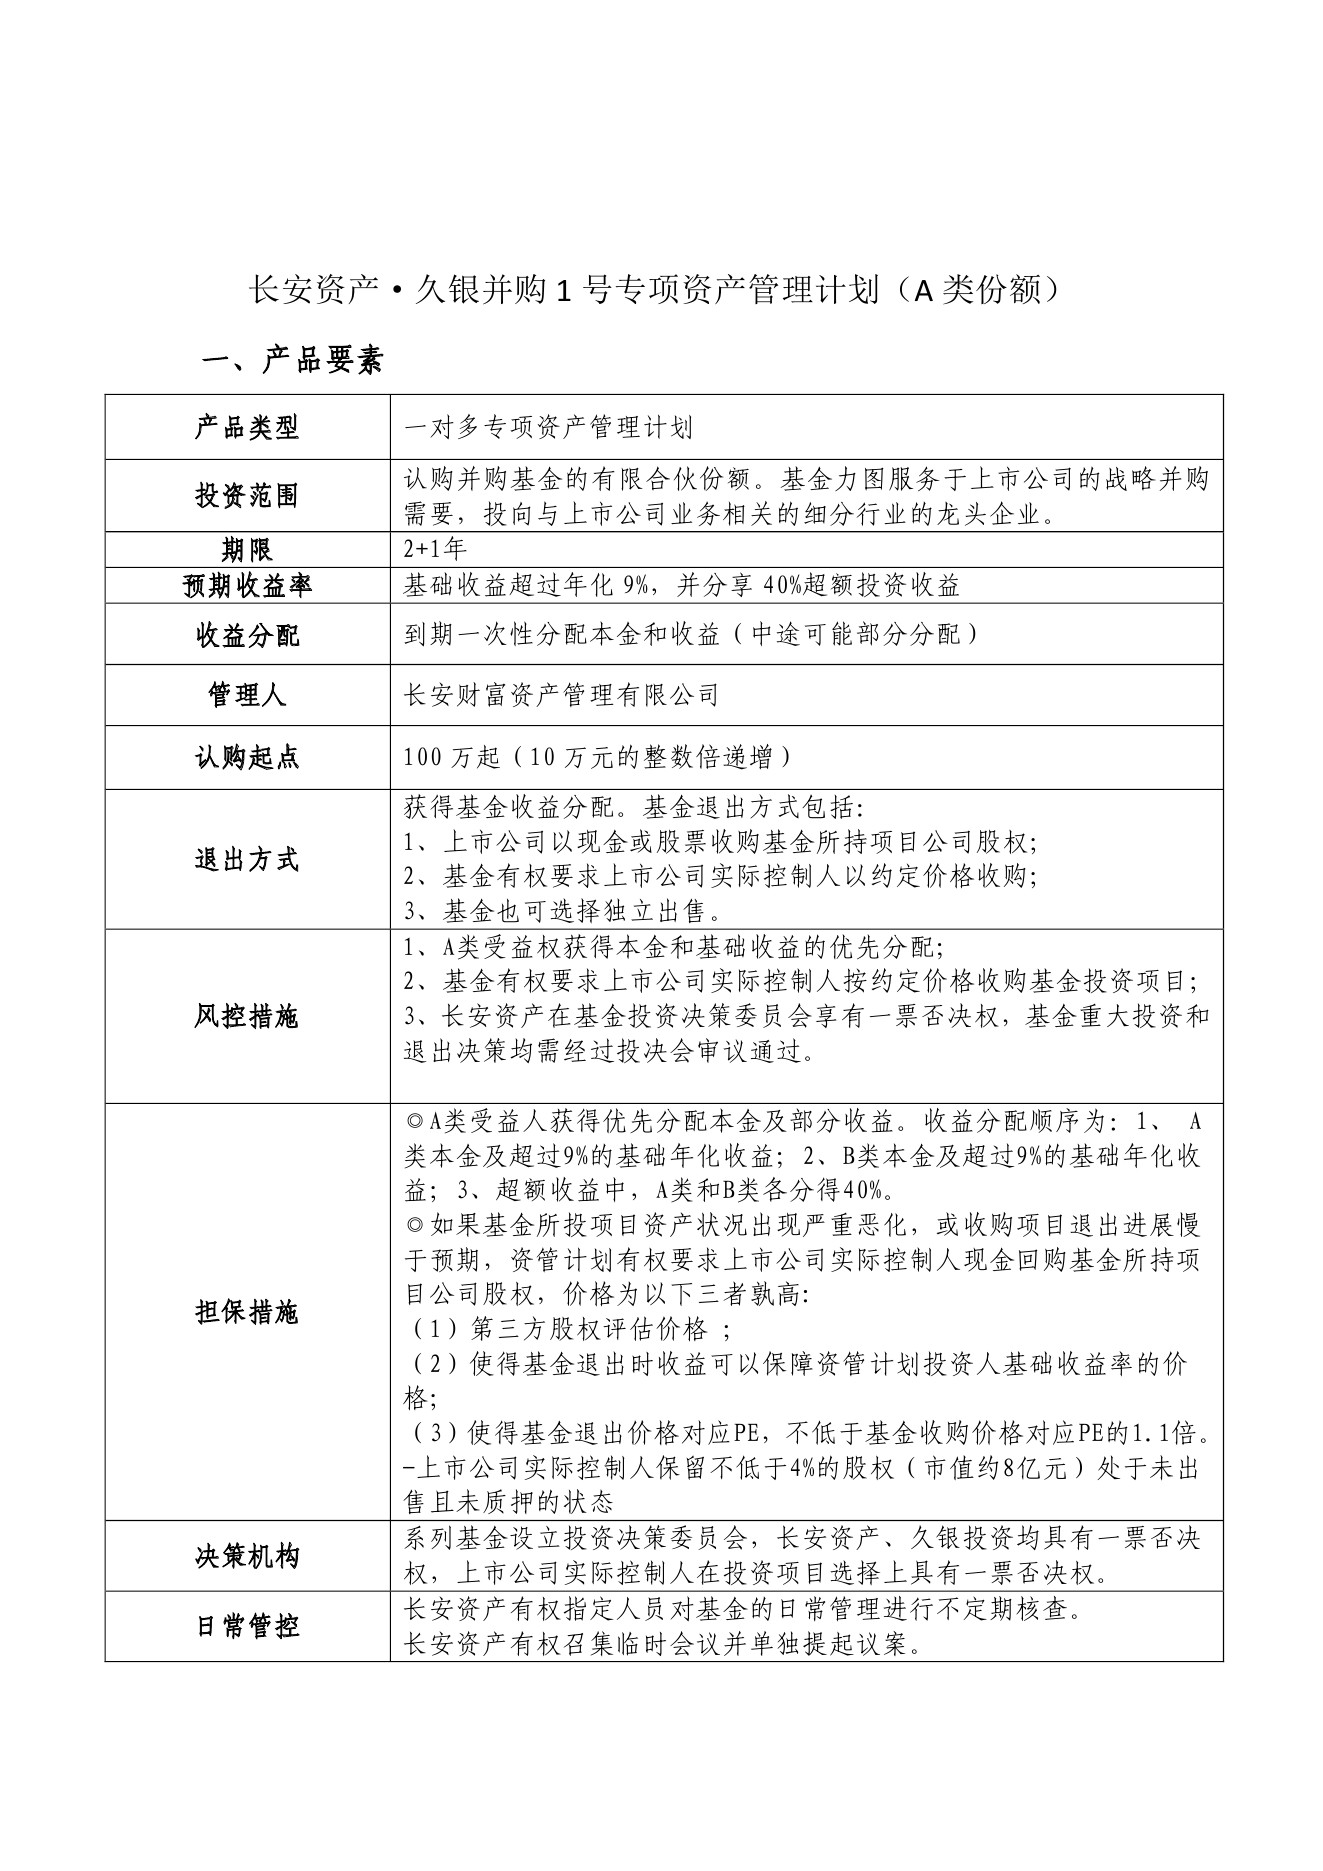 长安资产·久银并购1号专项资产管理计划（A 类份额）
一、产品要素
产品类型
一对多专项资产管理计划
投资范围
认购并购基金的有限合伙份额。基金力图服务于上市公司的战略并购
需要，投向与上市公司业务相关的细分行业的龙头企业。
期限
2+1年
预期收益率
基础收益超过年化 9%，并分享 40%超额投资收益
收益分配
到期一次性分配本金和收益（中途可能部分分配）
管理人
长安财富资产管理有限公司
认购起点
100 万起（10 万元的整数倍递增）
退出方式
获得基金收益分配。基金退出方式包括：
1、上市公司以现金或股票收购基金所持项目公司股权；
2、基金有权要求上市公司实际控制人以约定价格收购；
3、基金也可选择独立出售。
风控措施
1、A类受益权获得本金和基础收益的优先分配；
2、基金有权要求上市公司实际控制人按约定价格收购基金投资项目；
3、长安资产在基金投资决策委员会享有一票否决权，基金重大投资和
退出决策均需经过投决会审议通过。
担保措施
◎A类受益人获得优先分配本金及部分收益。收益分配顺序为：1、 A
类本金及超过9%的基础年化收益；2、B类本金及超过9%的基础年化收
益；3、超额收益中，A类和B类各分得40%。
◎如果基金所投项目资产状况出现严重恶化，或收购项目退出进展慢
于预期，资管计划有权要求上市公司实际控制人现金回购基金所持项
目公司股权，价格为以下三者孰高：
（1）第三方股权评估价格 ；
（2）使得基金退出时收益可以保障资管计划投资人基础收益率的价
格；
（3）使得基金退出价格对应PE，不低于基金收购价格对应PE的1.1倍。
—上市公司实际控制人保留不低于4%的股权（市值约8亿元）处于未出
售且未质押的状态
决策机构
系列基金设立投资决策委员会，长安资产、久银投资均具有一票否决
权，上市公司实际控制人在投资项目选择上具有一票否决权。
日常管控
长安资产有权指定人员对基金的日常管理进行不定期核查。
长安资产有权召集临时会议并单独提起议案。